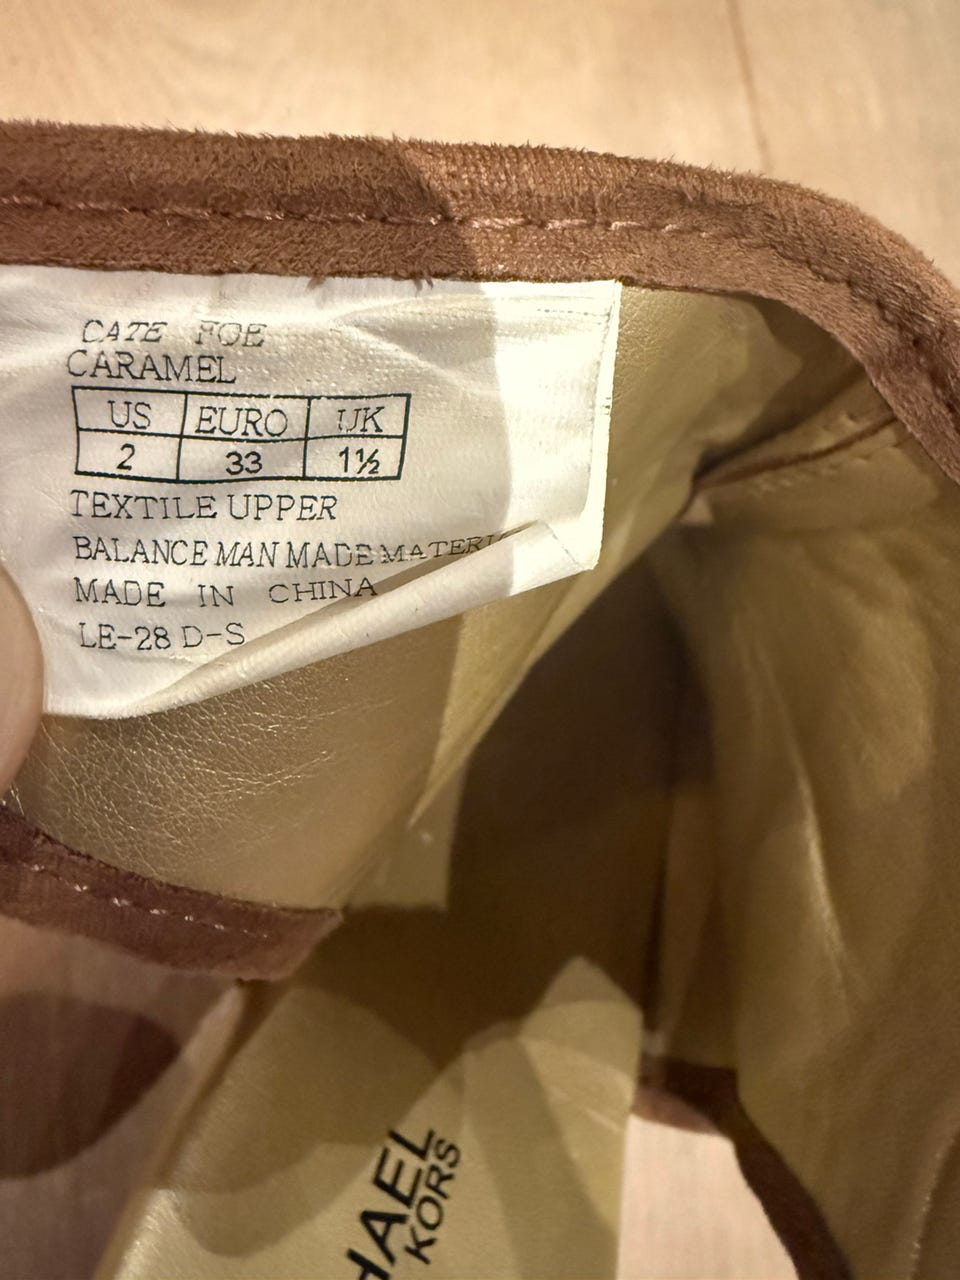 CATE FOE
CARAMEL
US EURO UK
2 33 1½
TEXTILE UPPER
BALANCE MAN MADE MATERI
MADE IN CHINA
LE-28 D-S
HAEL
KORS